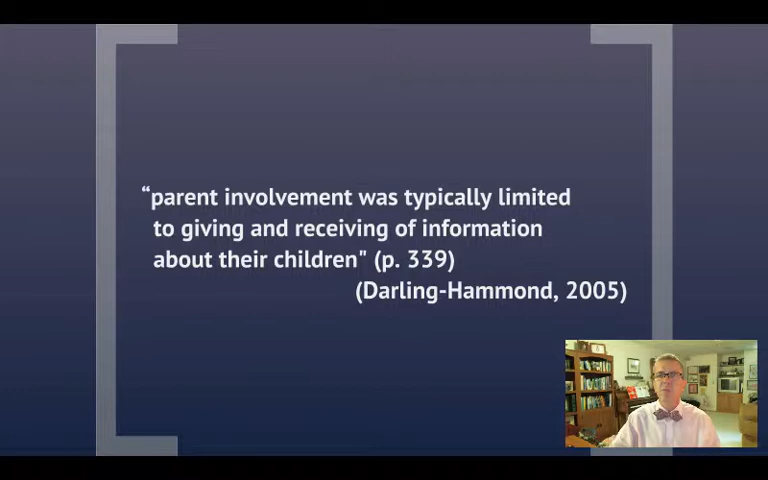 “parent involvement was typically limited
to giving and receiving of information
about their children" (p. 339)
(Darling-Hammond, 2005)